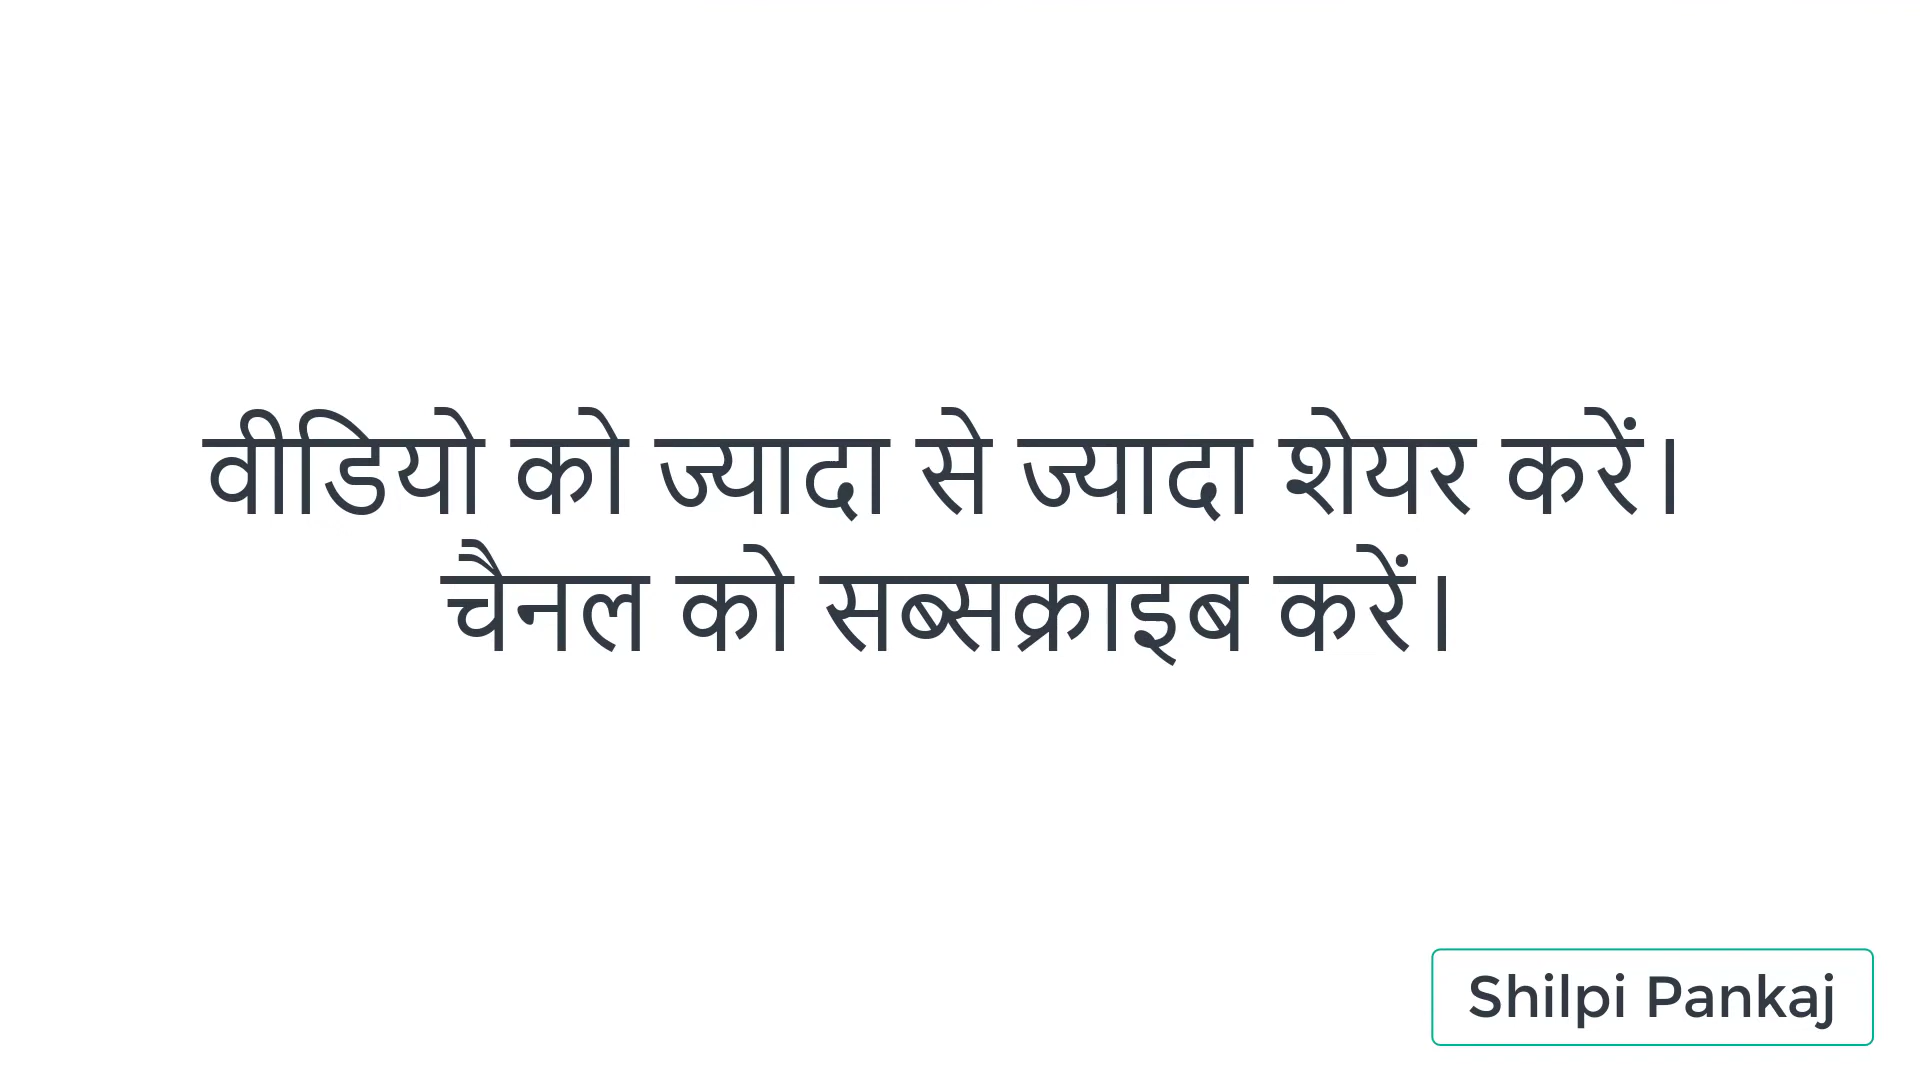 वीडियो को ज्यादा से ज्यादा शेयर करें।
चैनल को सब्सक्राइब करें।
Shilpi Pankaj